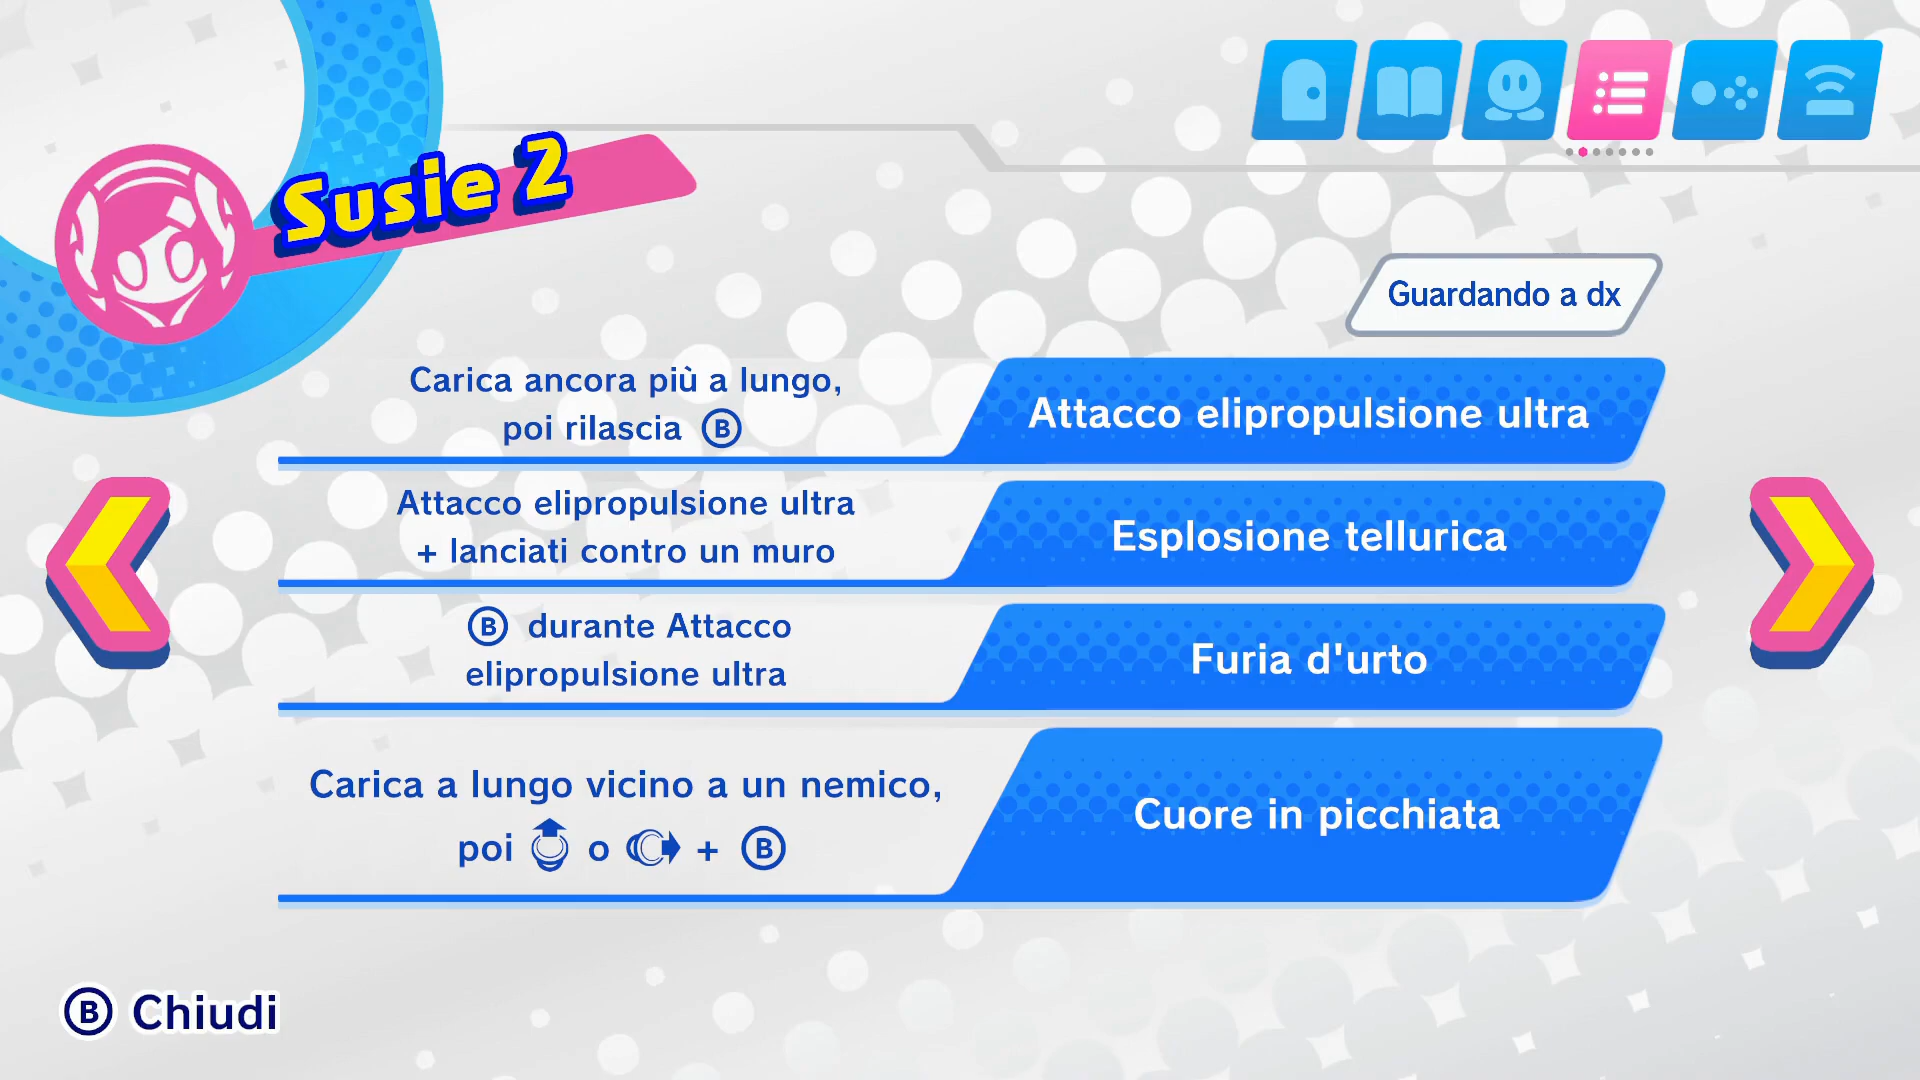 Susie 2
Guardando a dx
Carica ancora più a lungo,
poi rilascia Ⓑ
Attacco elipropulsione ultra
Attacco elipropulsione ultra
+ lanciati contro un muro
Esplosione tellurica
Ⓑ durante Attacco
elipropulsione ultra
Furia d'urto
Carica a lungo vicino a un nemico,
poi o + Ⓑ
Cuore in picchiata
Ⓑ Chiudi